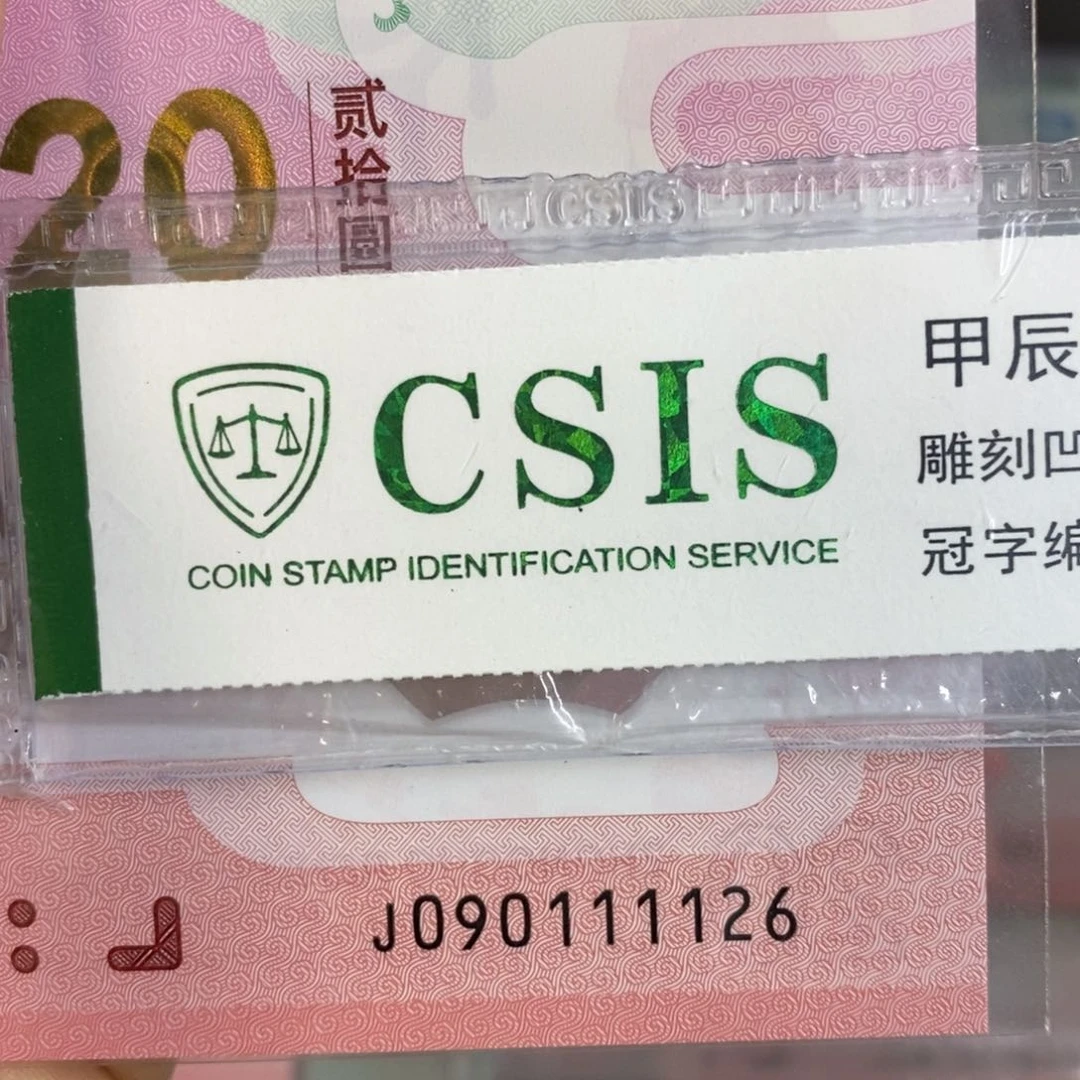 20
贰拾圆
CSIS
CSIS
COIN STAMP IDENTIFICATION SERVICE
甲辰
雕刻凹
冠字编
J090111126